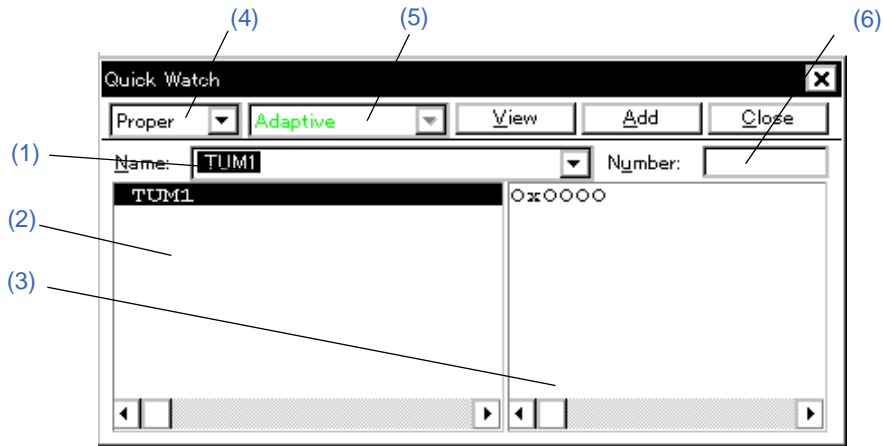 (4) (5) (6)
Quick Watch
Proper Adaptive View Add Close
(1) Name: TUM1 Number:
TUM1 0x0000
(2)
(3)